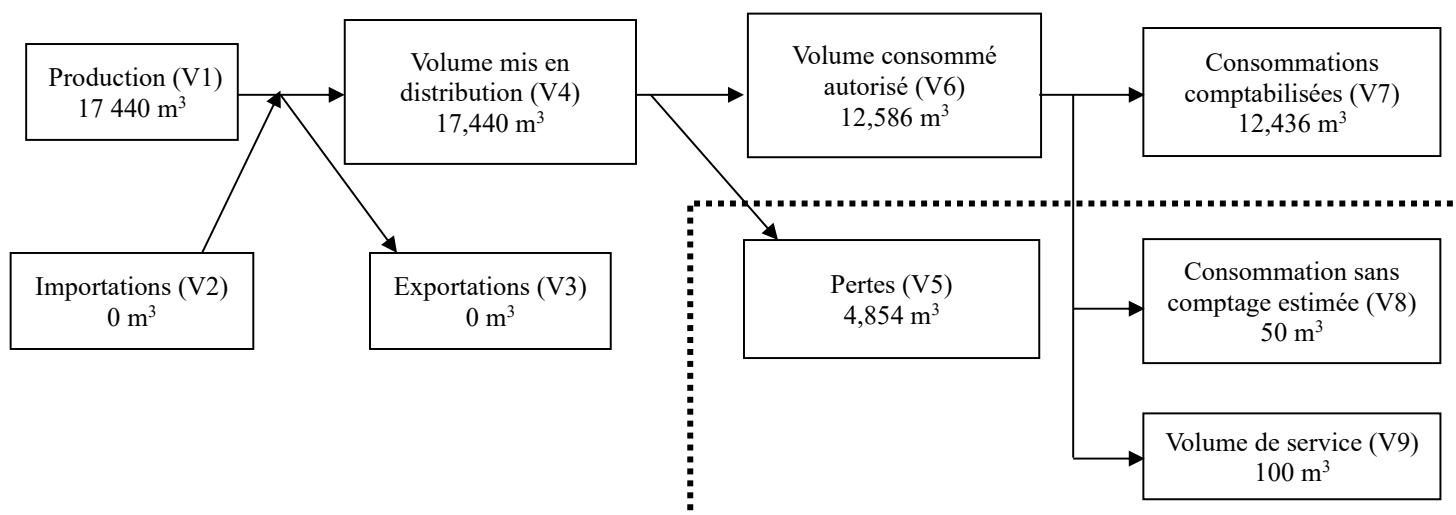 Production (V1)
17 440 m³
Volume mis en
distribution (V4)
17,440 m³
Volume consommé
autorisé (V6)
12,586 m³
Consommations
comptabilisées (V7)
12,436 m³
Importations (V2)
0 m³
Exportations (V3)
0 m³
Pertes (V5)
4,854 m³
Consommation sans
comptage estimée (V8)
50 m³
Volume de service (V9)
100 m³